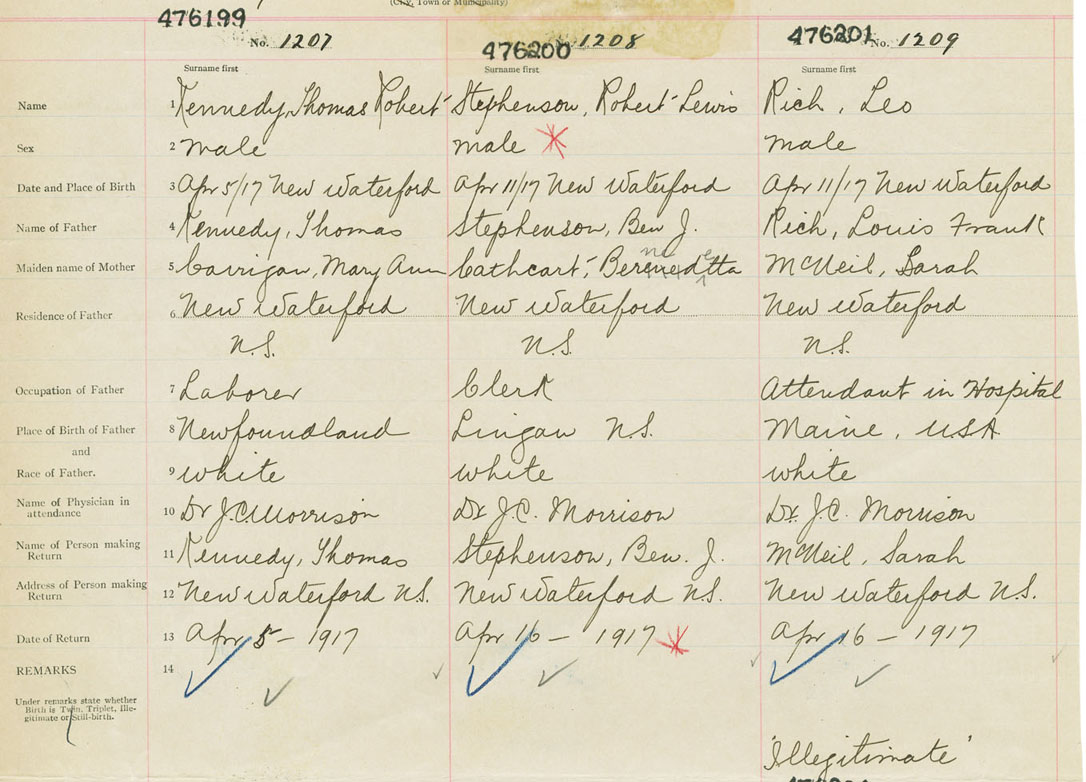 (City, Town or Municipality)
476199 No. 1207 476200 1208 476201 No. 1209
Surname first Surname first Surname first
Name 1 Kennedy, Thomas Robert Stephenson, Robert Lewis Rich, Leo
Sex 2 male male male
Date and Place of Birth 3 Apr 5/17 New Waterford Apr 11/17 New Waterford Apr 11/17 New Waterford
Name of Father 4 Kennedy, Thomas Stephenson, Ben J. Rich, Louis Frank
Maiden name of Mother 5 Carrigan, Mary Ann Cathcart, McNeil, Sarah
Residence of Father 6 New Waterford New Waterford New Waterford
N.S. N.S. N.S.
Occupation of Father 7 Laborer Clerk Attendant in Hospital
Place of Birth of Father 8 Newfoundland Lingan N.S. Maine, USA
and
Race of Father. 9 white white white
Name of Physician in
attendance 10 Dr J.C. Morrison Dr J.C. Morrison Dr. J.C. Morrison
Name of Person making
Return 11 Kennedy, Thomas Stephenson, Ben. J. McNeil, Sarah
Address of Person making
Return 12 New Waterford N.S. New Waterford N.S. New Waterford N.S.
Date of Return 13 Apr 5 - 1917 Apr 16 - 1917 Apr 16 - 1917
REMARKS 14
Under remarks state whether
Birth is Twin, Triplet, Ille-
gitimate or Still-birth.
'Illegitimate'